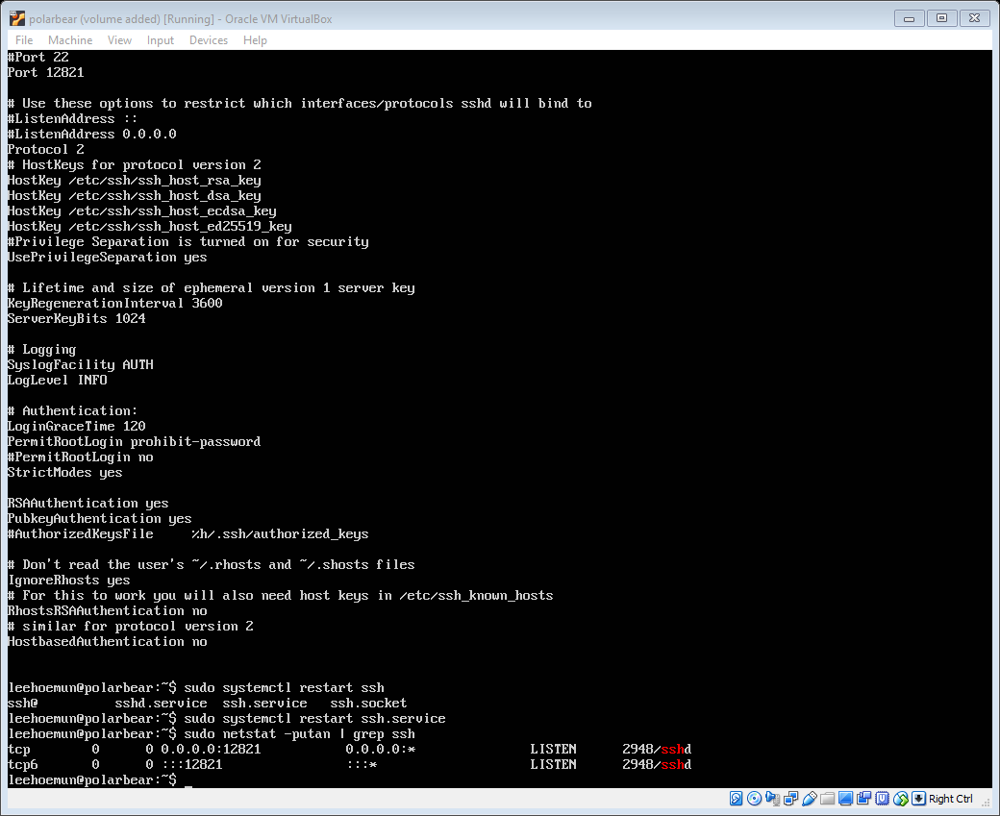 polarbear (volume added) [Running] - Oracle VM VirtualBox
File Machine View Input Devices Help
#Port 22
Port 12821
# Use these options to restrict which interfaces/protocols sshd will bind to
#ListenAddress ::
#ListenAddress 0.0.0.0
Protocol 2
# HostKeys for protocol version 2
HostKey /etc/ssh/ssh_host_rsa_key
HostKey /etc/ssh/ssh_host_dsa_key
HostKey /etc/ssh/ssh_host_ecdsa_key
HostKey /etc/ssh/ssh_host_ed25519_key
#Privilege Separation is turned on for security
UsePrivilegeSeparation yes
# Lifetime and size of ephemeral version 1 server key
KeyRegenerationInterval 3600
ServerKeyBits 1024
# Logging
SyslogFacility AUTH
LogLevel INFO
# Authentication:
LoginGraceTime 120
PermitRootLogin prohibit-password
#PermitRootLogin no
StrictModes yes
RSAAuthentication yes
PubkeyAuthentication yes
#AuthorizedKeysFile     %h/.ssh/authorized_keys
# Don't read the user's ~/.rhosts and ~/.shosts files
IgnoreRhosts yes
# For this to work you will also need host keys in /etc/ssh_known_hosts
RhostsRSAAuthentication no
# similar for protocol version 2
HostbasedAuthentication no
leehoemun@polarbear:~$ sudo systemctl restart ssh
ssh@          sshd.service  ssh.service   ssh.socket
leehoemun@polarbear:~$ sudo systemctl restart ssh.service
leehoemun@polarbear:~$ sudo netstat -putan | grep ssh
tcp        0      0 0.0.0.0:12821           0.0.0.0:*               LISTEN      2948/sshd
tcp6       0      0 :::12821                :::*                    LISTEN      2948/sshd
leehoemun@polarbear:~$ _
Right Ctrl